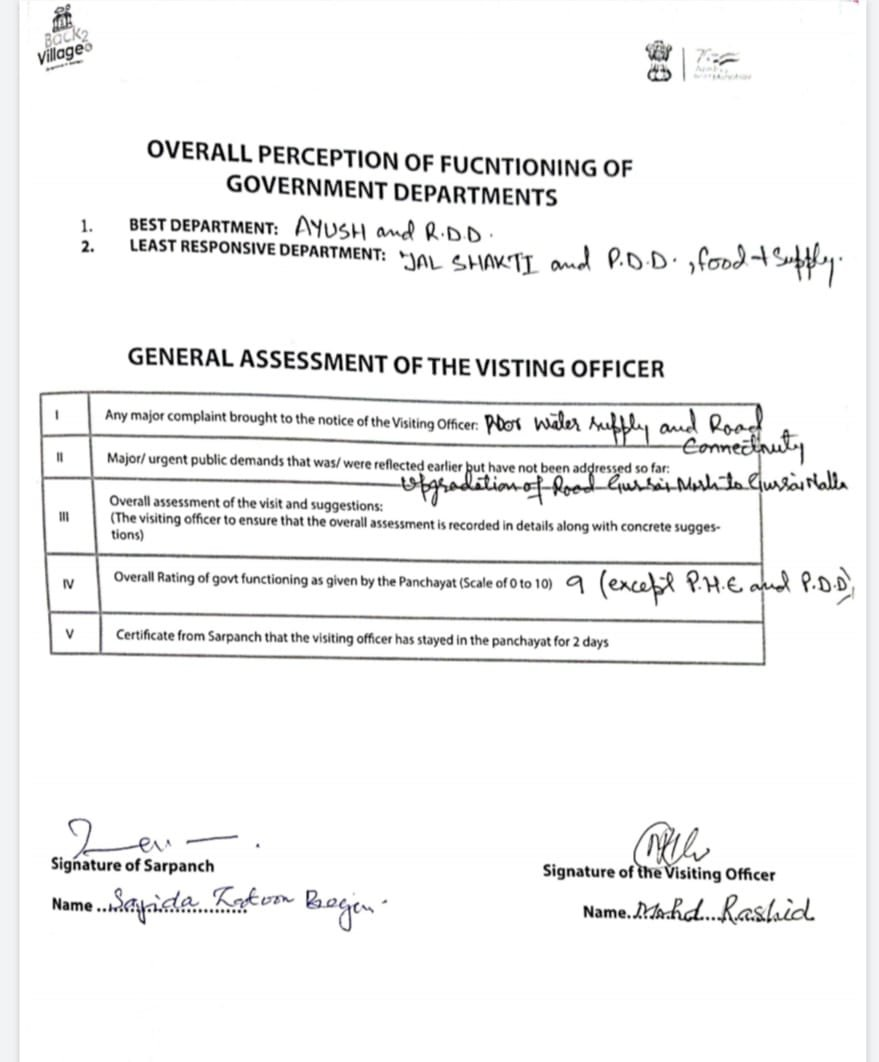 Back2
Village
OVERALL PERCEPTION OF FUCNTIONING OF
GOVERNMENT DEPARTMENTS
1. BEST DEPARTMENT: AYUSH and R.D.D.
2. LEAST RESPONSIVE DEPARTMENT: JAL SHAKTI and P.D.D., food + Supply.
GENERAL ASSESSMENT OF THE VISTING OFFICER
I Any major complaint brought to the notice of the Visiting Officer: Poor Water supply and Road
Connectivity
II Major/ urgent public demands that was/ were reflected earlier but have not been addressed so far:
Upgradation of Road Gursai Morh to Gursai Nalla
III Overall assessment of the visit and suggestions:
(The visiting officer to ensure that the overall assessment is recorded in details along with concrete sugges-
tions)
IV Overall Rating of govt functioning as given by the Panchayat (Scale of 0 to 10) 9 (except P.H.E and P.D.D)
V Certificate from Sarpanch that the visiting officer has stayed in the panchayat for 2 days
Signature of Sarpanch
Signature of the Visiting Officer
Name Sayida Begum
Name Mohd Rashid